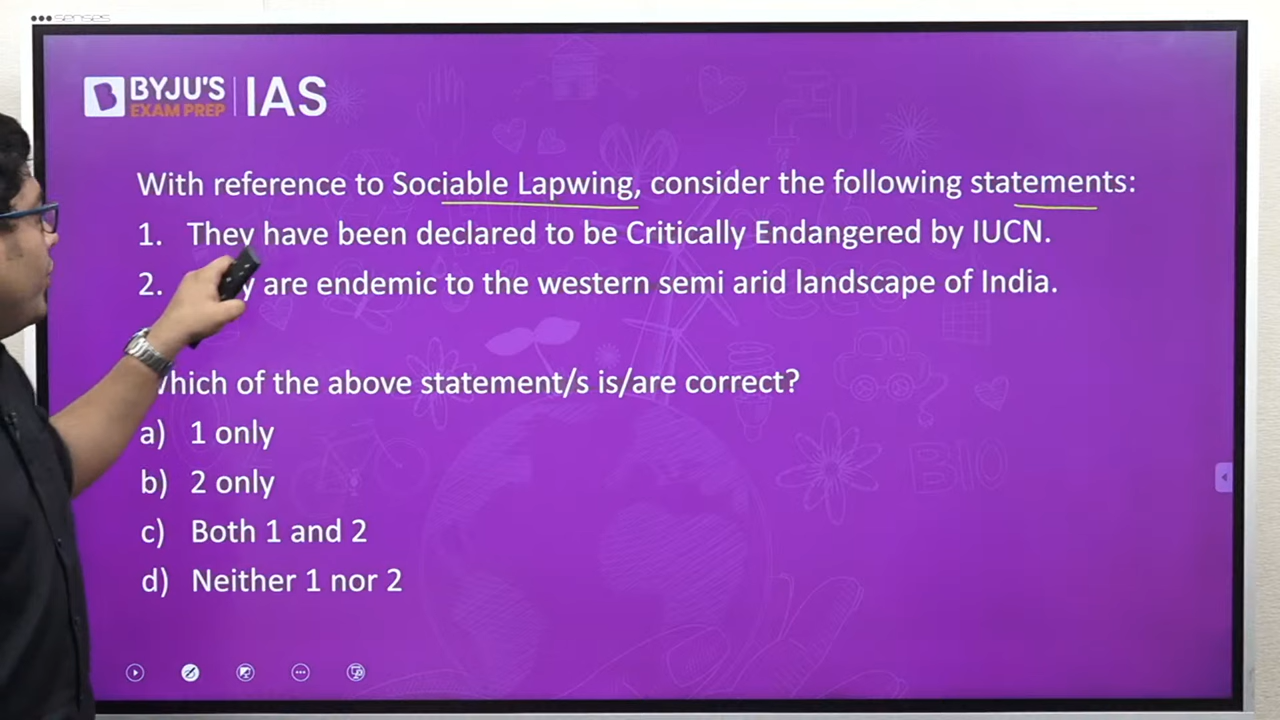 senses
BYJU'S
EXAM PREP
IAS
With reference to Sociable Lapwing, consider the following statements:
1. They have been declared to be Critically Endangered by IUCN.
2. y are endemic to the western semi arid landscape of India.
hich of the above statement/s is/are correct?
a) 1 only
b) 2 only
c) Both 1 and 2
d) Neither 1 nor 2
BIO